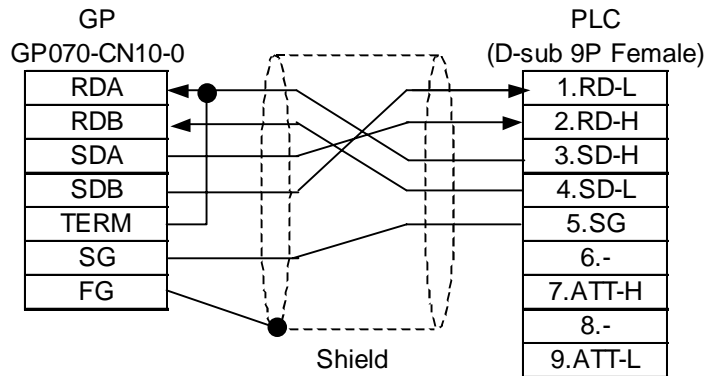 GP
GP070-CN10-0
RDA
RDB
SDA
SDB
TERM
SG
FG
Shield
PLC
(D-sub 9P Female)
1.RD-L
2.RD-H
3.SD-H
4.SD-L
5.SG
6.-
7.ATT-H
8.-
9.ATT-L